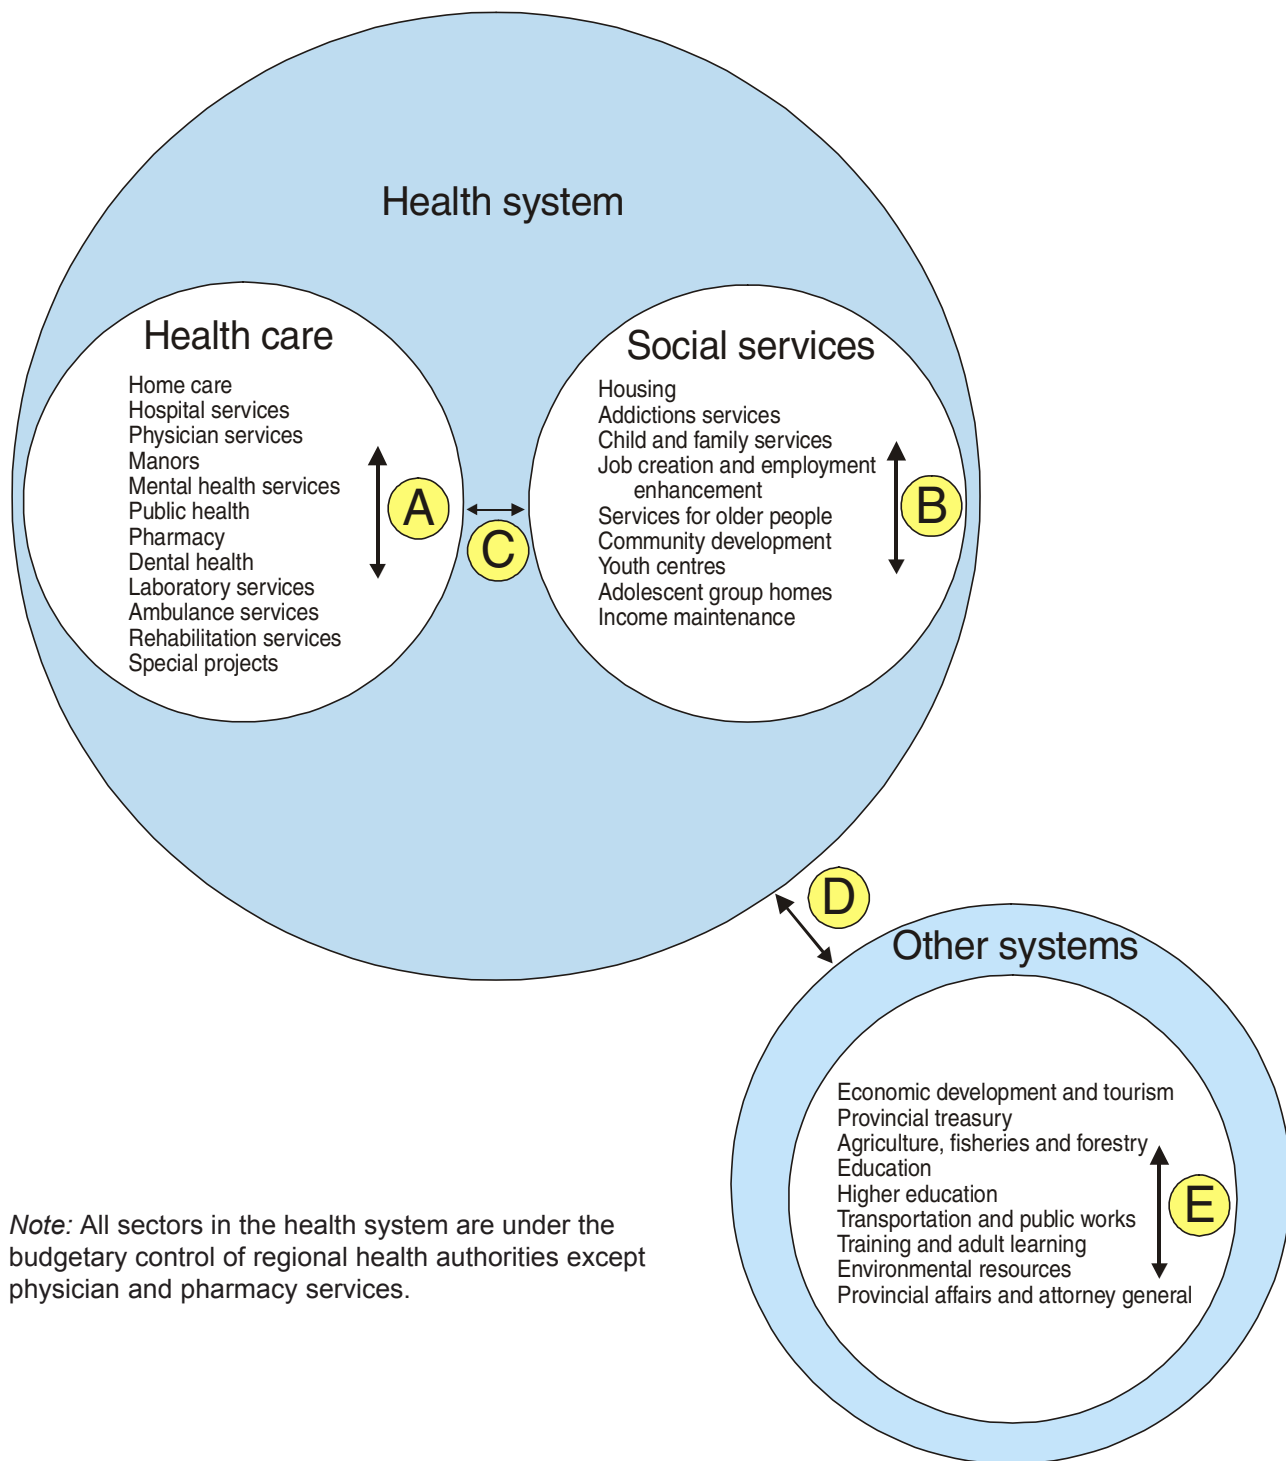 Health system
Health care
Home care
Hospital services
Physician services
Manors
Mental health services
Public health
Pharmacy
Dental health
Laboratory services
Ambulance services
Rehabilitation services
Special projects
A
C
Social services
Housing
Addictions services
Child and family services
Job creation and employment
enhancement
Services for older people
Community development
Youth centres
Adolescent group homes
Income maintenance
B
D
Other systems
Economic development and tourism
Provincial treasury
Agriculture, fisheries and forestry
Education
Higher education
Transportation and public works
Training and adult learning
Environmental resources
Provincial affairs and attorney general
E
Note: All sectors in the health system are under the
budgetary control of regional health authorities except
physician and pharmacy services.